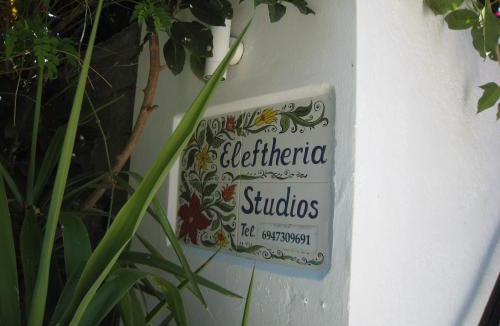 Eleftheria
Studios
Tel. 6947309691